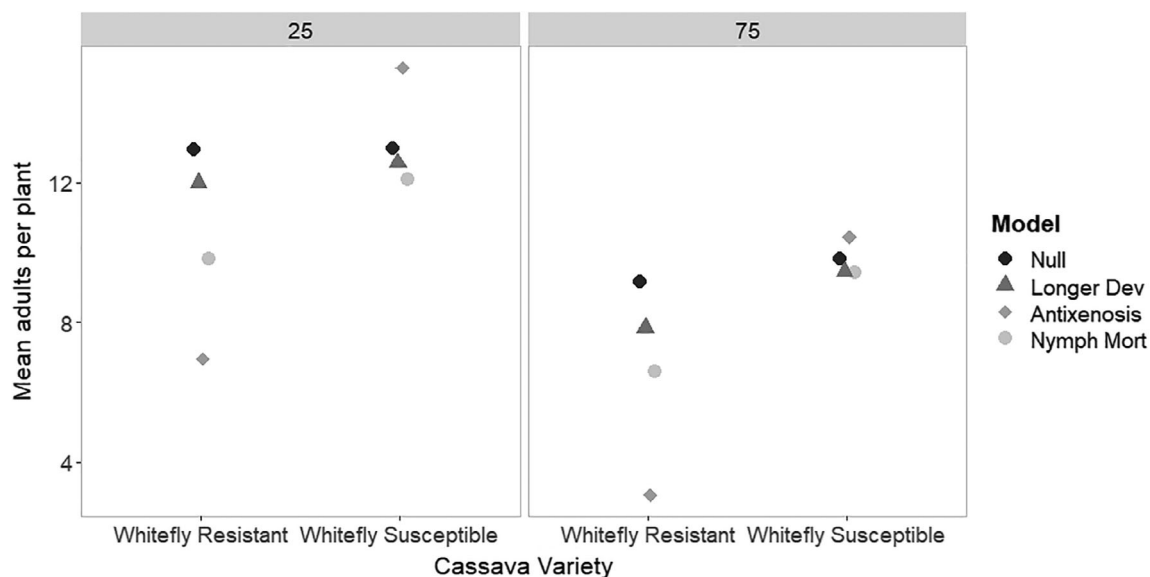 25
75
Mean adults per plant
12
8
4
Whitefly Resistant
Whitefly Susceptible
Whitefly Resistant
Whitefly Susceptible
Cassava Variety
Model
Null
Longer Dev
Antixenosis
Nymph Mort